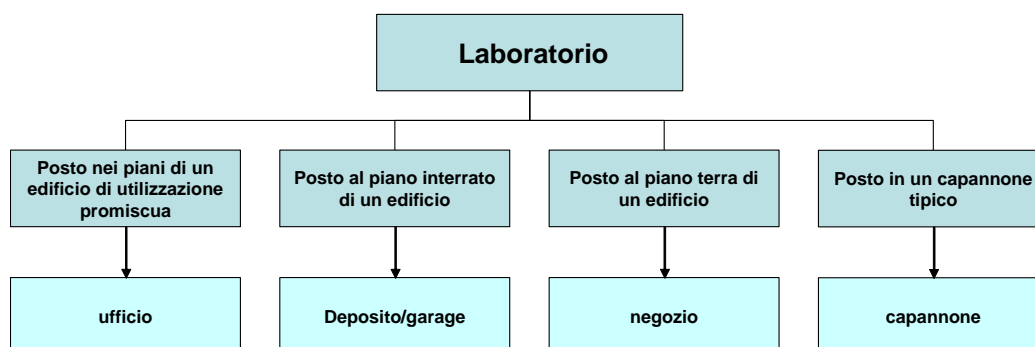 Laboratorio
Posto nei piani di un
edificio di utilizzazione
promiscua
Posto al piano interrato
di un edificio
Posto al piano terra di
un edificio
Posto in un capannone
tipico
ufficio
Deposito/garage
negozio
capannone